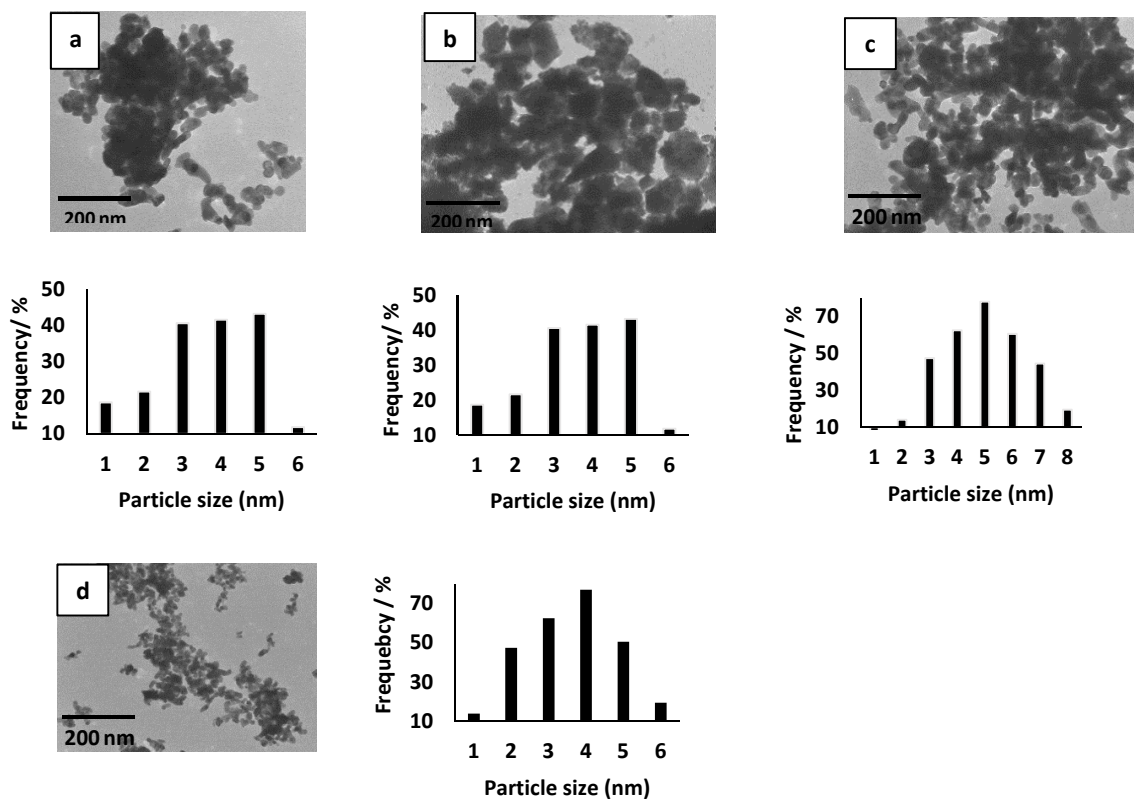 a
200 nm
b
200 nm
c
200 nm
Frequency/ %
50
40
30
20
10
1 2 3 4 5 6
Particle size (nm)
Frequency/ %
50
40
30
20
10
1 2 3 4 5 6
Particle size (nm)
Frequency / %
70
50
30
10
1 2 3 4 5 6 7 8
Particle size (nm)
d
200 nm
Frequebcy / %
70
50
30
10
1 2 3 4 5 6
Particle size (nm)